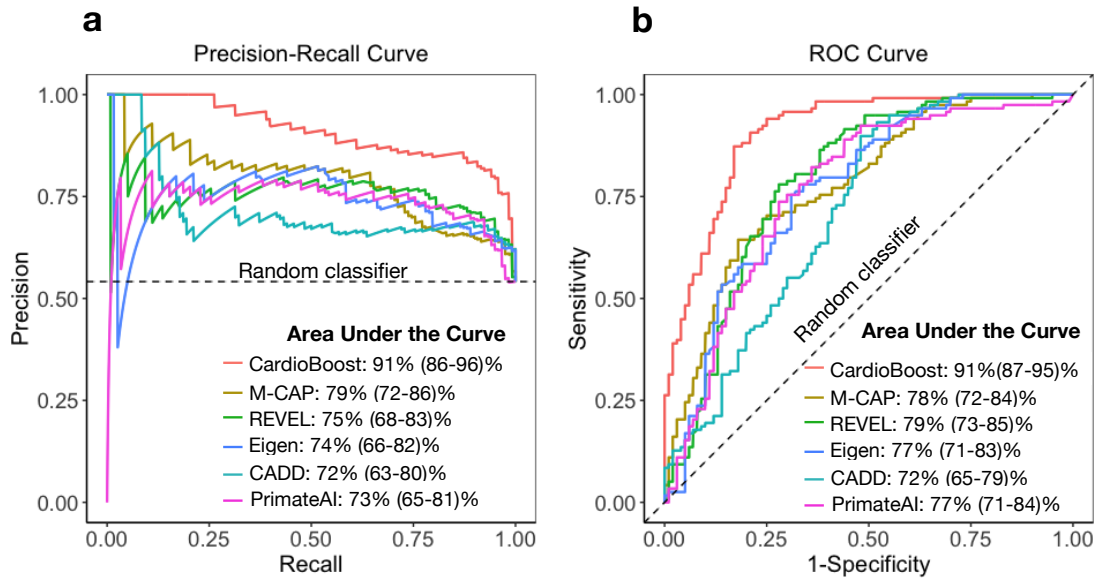 a
Precision-Recall Curve
Precision
1.00
0.75
0.50
0.25
0.00
Random classifier
Area Under the Curve
CardioBoost: 91% (86-96)%
M-CAP: 79% (72-86)%
REVEL: 75% (68-83)%
Eigen: 74% (66-82)%
CADD: 72% (63-80)%
PrimateAI: 73% (65-81)%
0.00 0.25 0.50 0.75 1.00
Recall
b
ROC Curve
Sensitivity
1.00
0.75
0.50
0.25
0.00
Random classifier
Area Under the Curve
CardioBoost: 91%(87-95)%
M-CAP: 78% (72-84)%
REVEL: 79% (73-85)%
Eigen: 77% (71-83)%
CADD: 72% (65-79)%
PrimateAI: 77% (71-84)%
0.00 0.25 0.50 0.75 1.00
1-Specificity